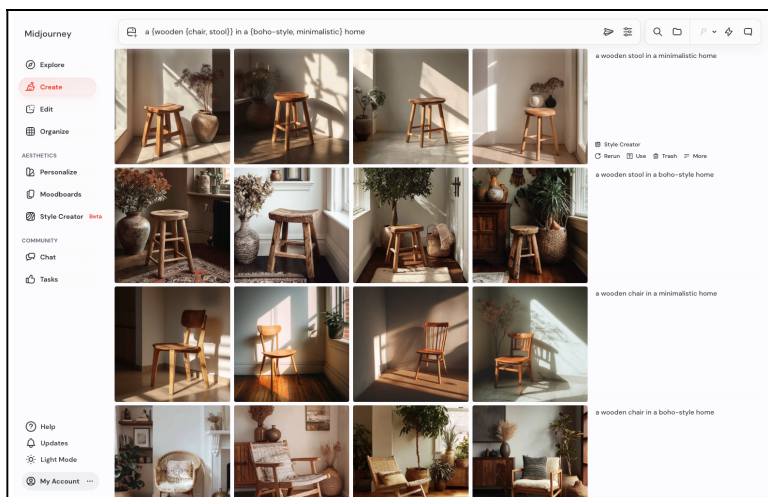 Midjourney
a {wooden {chair, stool}} in a {boho-style, minimalistic} home
Explore
Create
Edit
Organize
AESTHETICS
Personalize
Moodboards
Style Creator Beta
COMMUNITY
Chat
Tasks
Help
Updates
Light Mode
My Account
a wooden stool in a minimalistic home
Style Creator
Rerun Use Trash More
a wooden stool in a boho-style home
a wooden chair in a minimalistic home
a wooden chair in a boho-style home